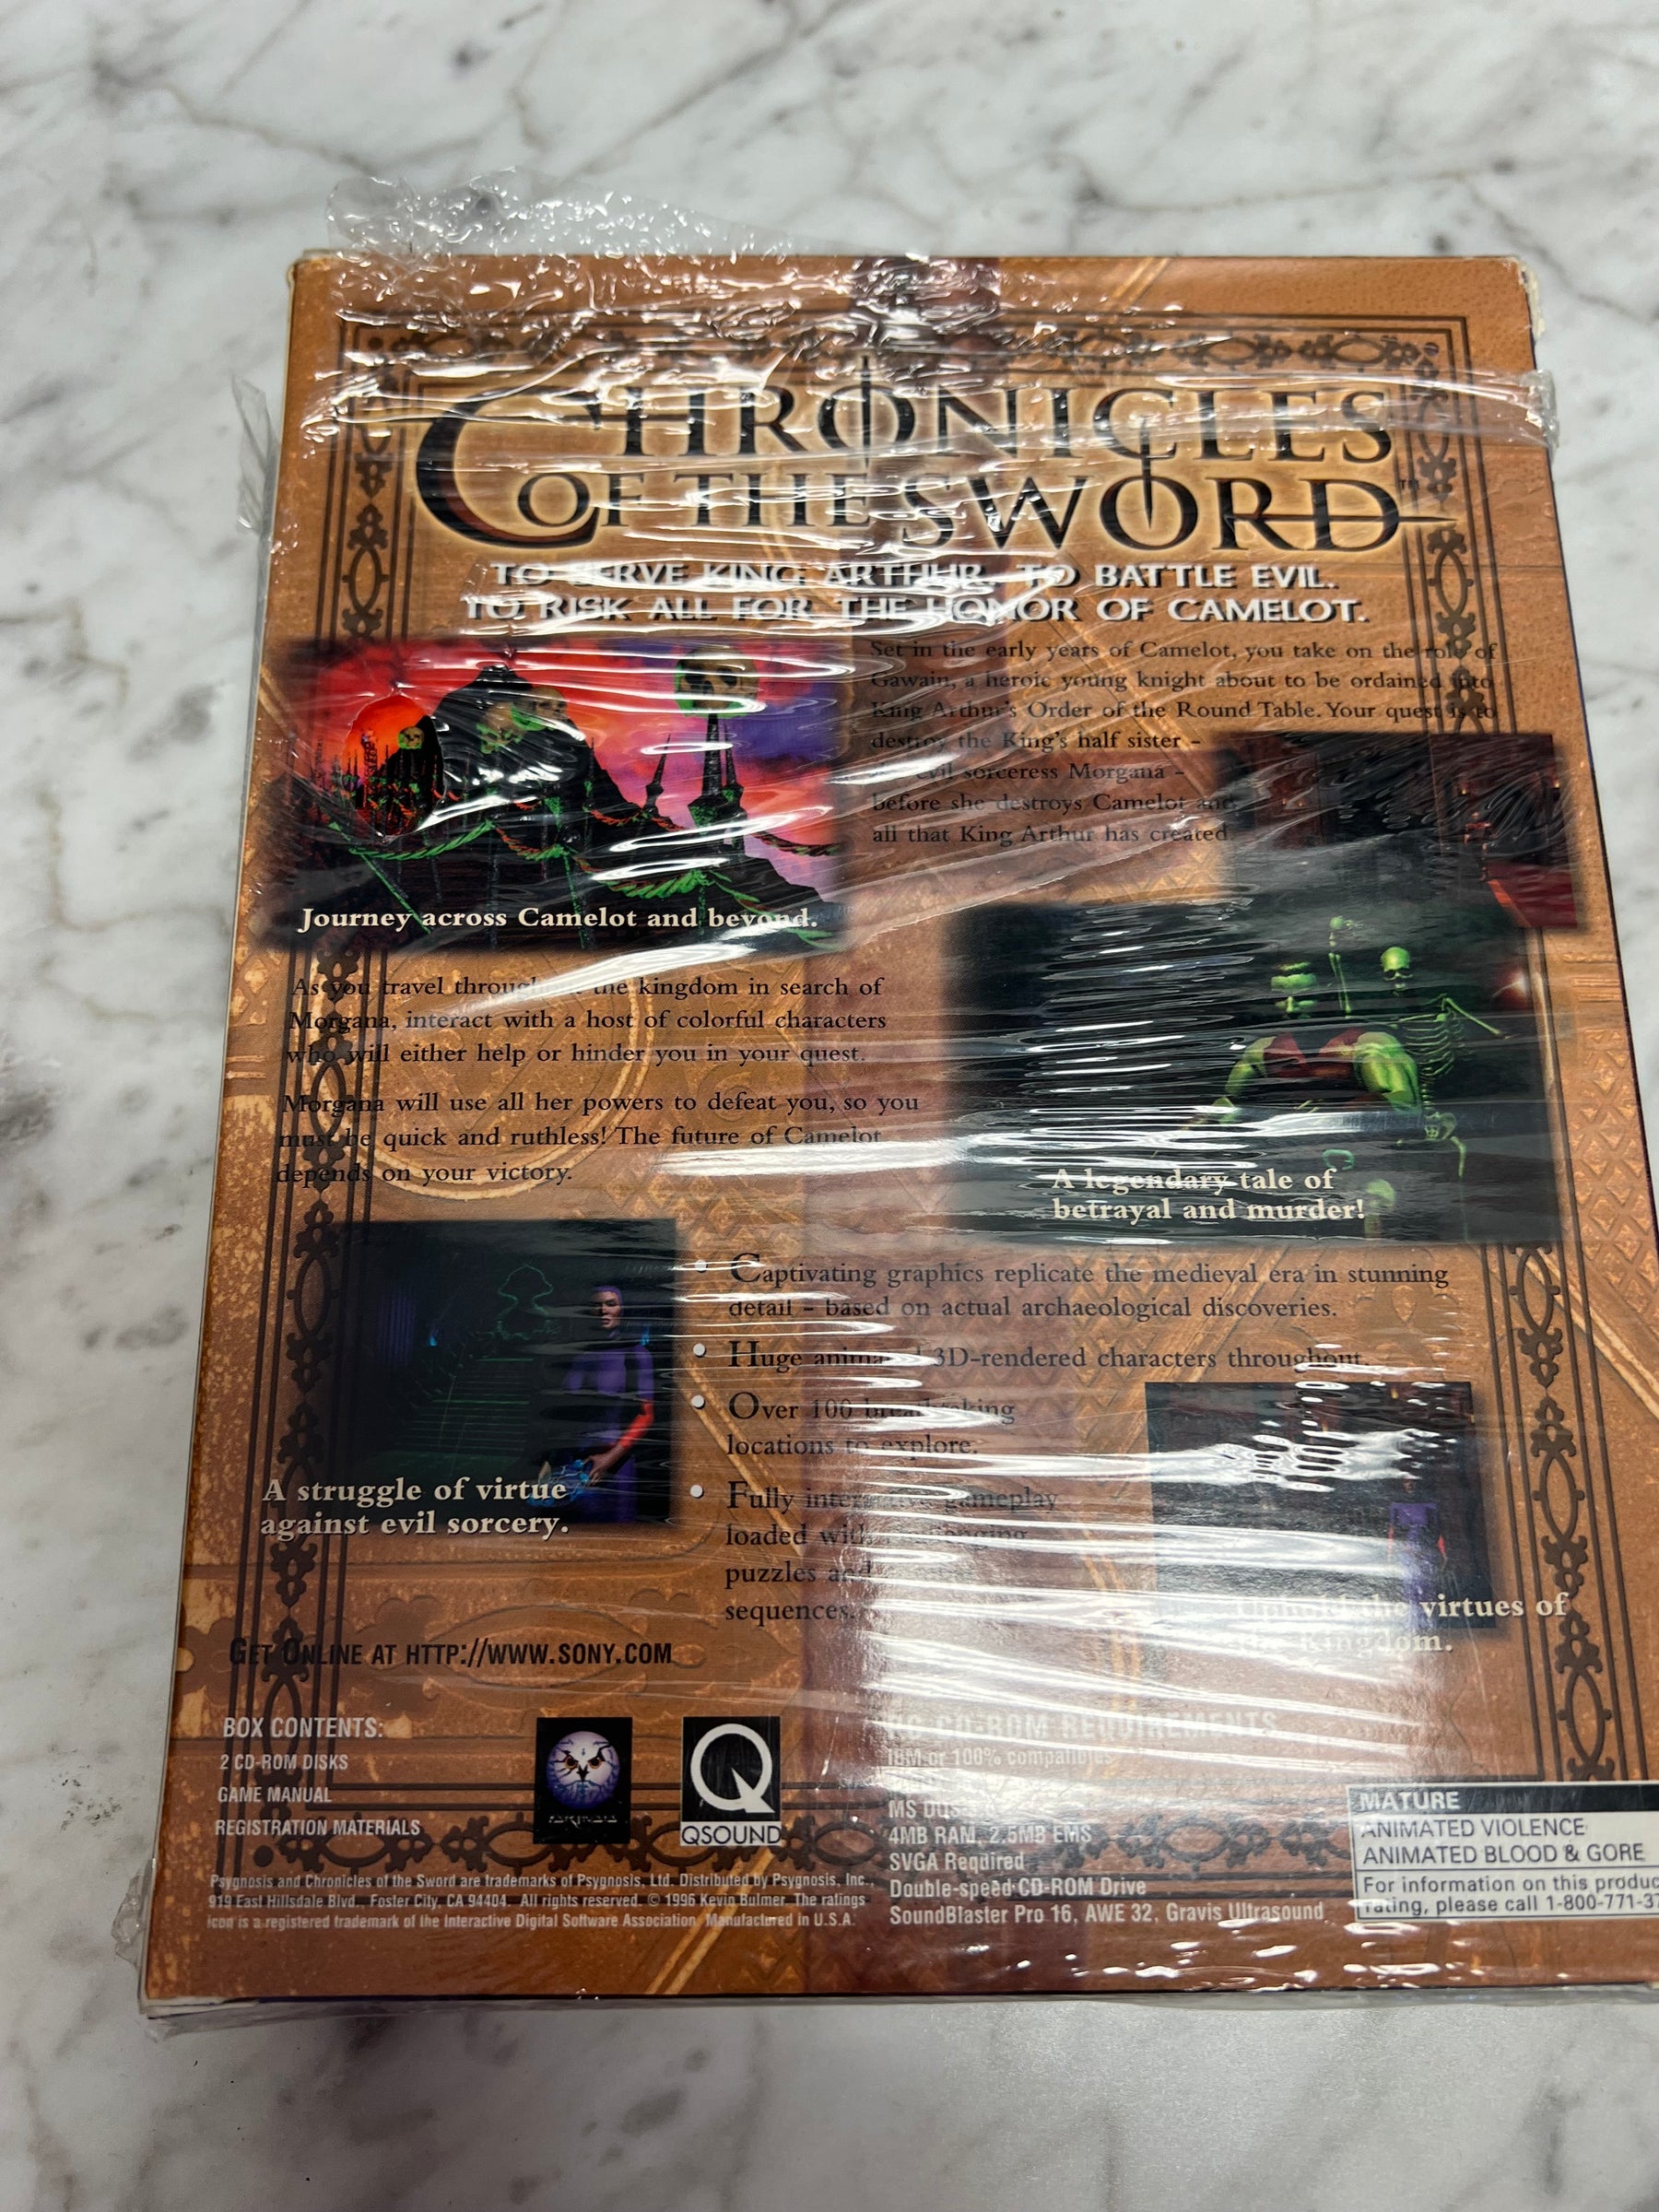 CHRONICLES
OF THE SWORD™
TO SERVE KING ARTHUR. TO BATTLE EVIL.
TO RISK ALL FOR THE HONOR OF CAMELOT.
Set in the early years of Camelot, you take on the role of
Gawain, a heroic young knight about to be ordained into
King Arthur's Order of the Round Table. Your quest is to
destroy the King's half sister -
the evil sorceress Morgana -
before she destroys Camelot and
all that King Arthur has created.
Journey across Camelot and beyond.
As you travel throughout the kingdom in search of
Morgana, interact with a host of colorful characters
who will either help or hinder you in your quest.
Morgana will use all her powers to defeat you, so you
must be quick and ruthless! The future of Camelot
depends on your victory.
A legendary tale of
betrayal and murder!
A struggle of virtue
against evil sorcery.
• Captivating graphics replicate the medieval era in stunning
detail - based on actual archaeological discoveries.
• Huge animated 3D-rendered characters throughout.
• Over 100 breathtaking
locations to explore.
• Fully interactive gameplay
loaded with challenging
puzzles and
sequences.
Uphold the virtues of
the Kingdom.
GET ONLINE AT HTTP://WWW.SONY.COM
BOX CONTENTS:
2 CD-ROM DISKS
GAME MANUAL
REGISTRATION MATERIALS
QSOUND
PC CD-ROM REQUIREMENTS
IBM or 100% compatibles
MS DOS
4MB RAM, 2.5MB EMS
SVGA Required
Double-speed CD-ROM Drive
SoundBlaster Pro 16, AWE 32, Gravis Ultrasound
MATURE
ANIMATED VIOLENCE
ANIMATED BLOOD & GORE
For information on this produc
rating, please call 1-800-771-37
Psygnosis and Chronicles of the Sword are trademarks of Psygnosis, Ltd. Distributed by Psygnosis, Inc.,
919 East Hillsdale Blvd., Foster City, CA 94404. All rights reserved. © 1996 Kevin Bulmer. The ratings
icon is a registered trademark of the Interactive Digital Software Association. Manufactured in U.S.A.